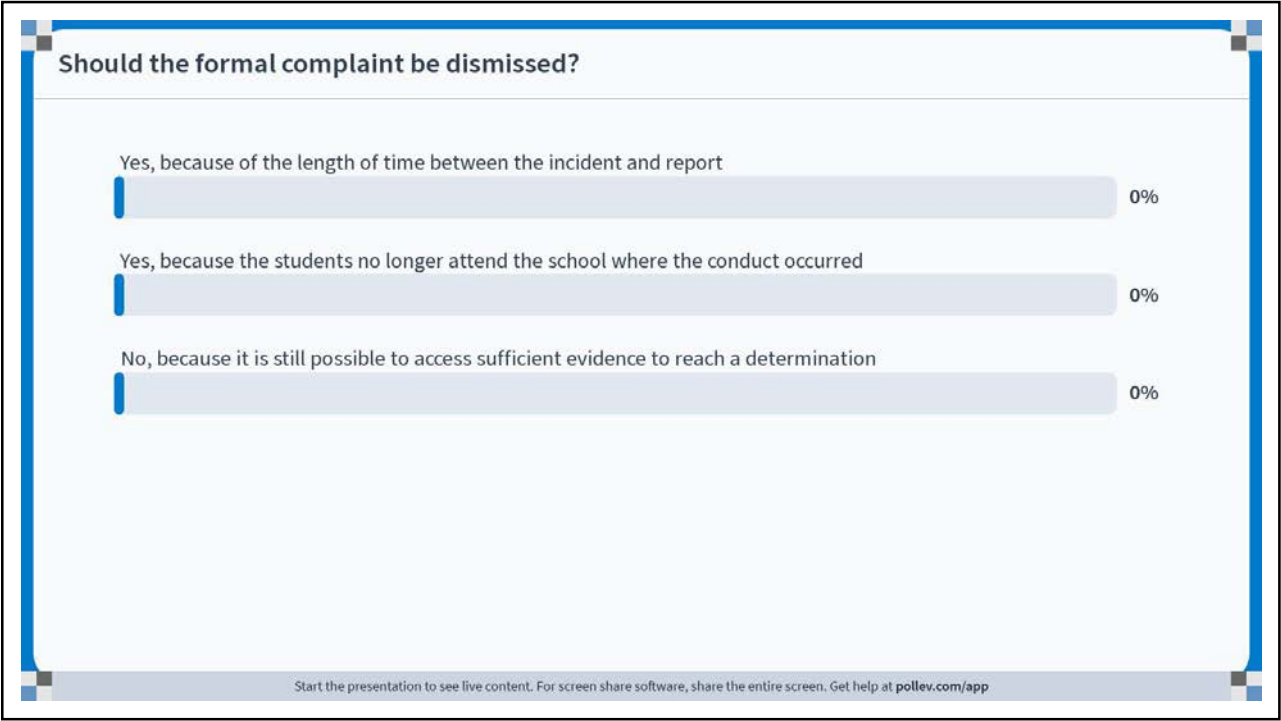 Should the formal complaint be dismissed?
Yes, because of the length of time between the incident and report
0%
Yes, because the students no longer attend the school where the conduct occurred
0%
No, because it is still possible to access sufficient evidence to reach a determination
0%
Start the presentation to see live content. For screen share software, share the entire screen. Get help at pollev.com/app